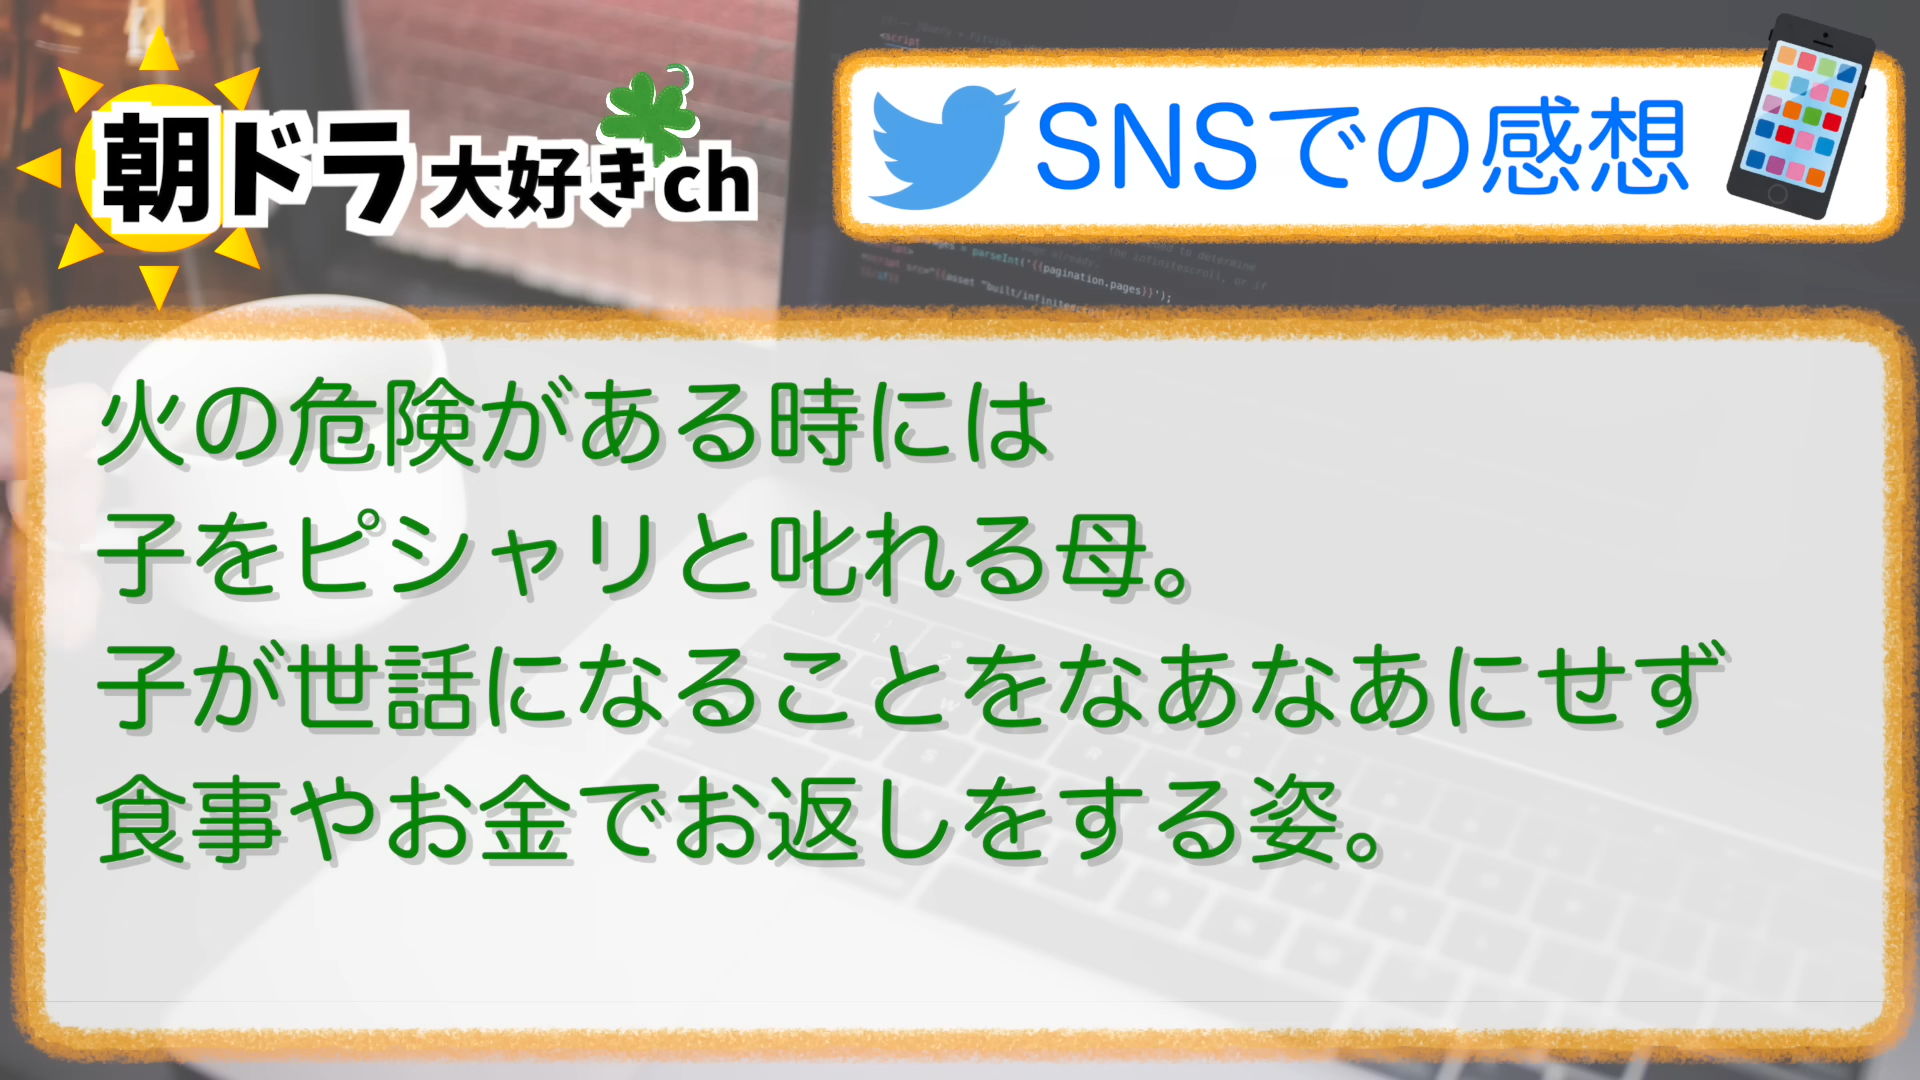 朝ドラ大好きch
SNSでの感想
火の危険がある時には
子をピシャリと叱れる母。
子が世話になることをなあなあにせず
食事やお金でお返しをする姿。